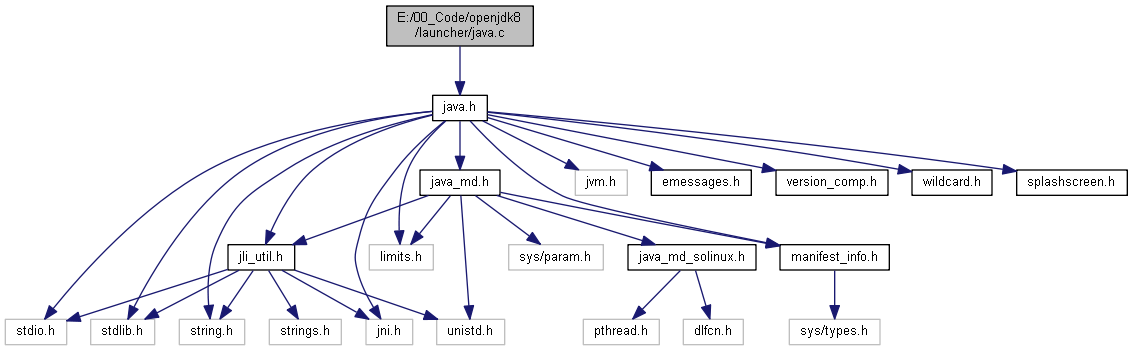 E:/00_Code/openjdk8
/launcher/java.c
java.h
java_md.h
jvm.h
emessages.h
version_comp.h
wildcard.h
splashscreen.h
jli_util.h
limits.h
sys/param.h
java_md_solinux.h
manifest_info.h
stdio.h
stdlib.h
string.h
strings.h
jni.h
unistd.h
pthread.h
dlfcn.h
sys/types.h